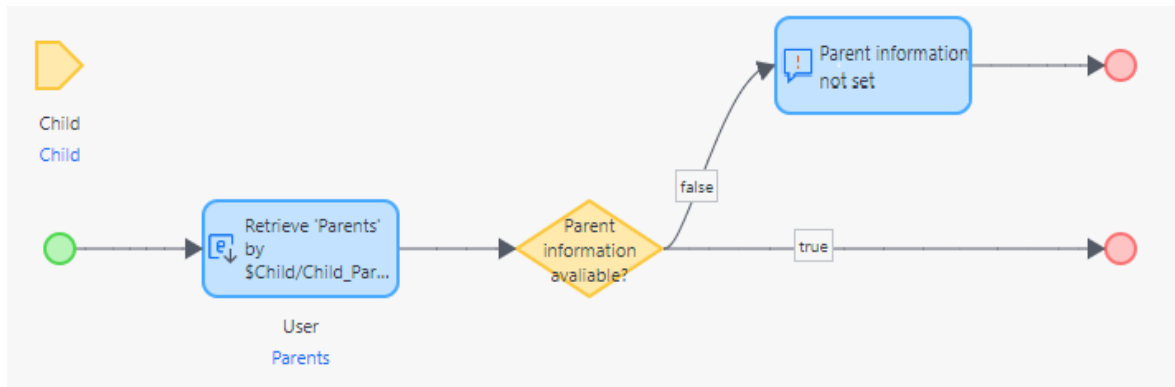 Parent information
not set
Child
Child
false
Retrieve 'Parents'
by
$Child/Child_Par...
Parent
information
avaliable?
true
User
Parents